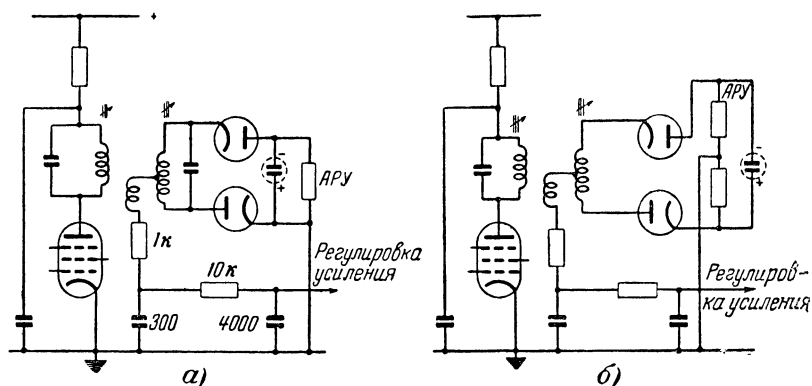 +
-
+
АРУ
1к
Регулировка
усиления
10к
300
4000
а)
АРУ
-
+
Регулиров-
ка усиления
б)